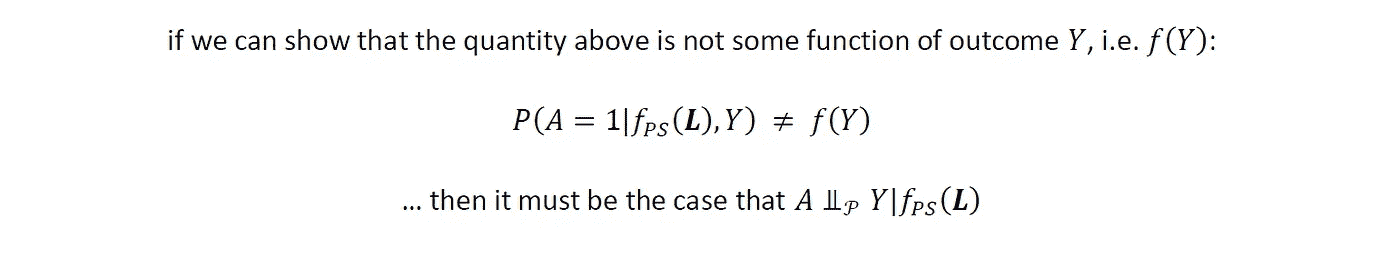 if we can show that the quantity above is not some function of outcome Y, i.e. f(Y):
P(A = 1|f_PS(L), Y) ≠ f(Y)
... then it must be the case that A ⫫_𝒫 Y|f_PS(L)